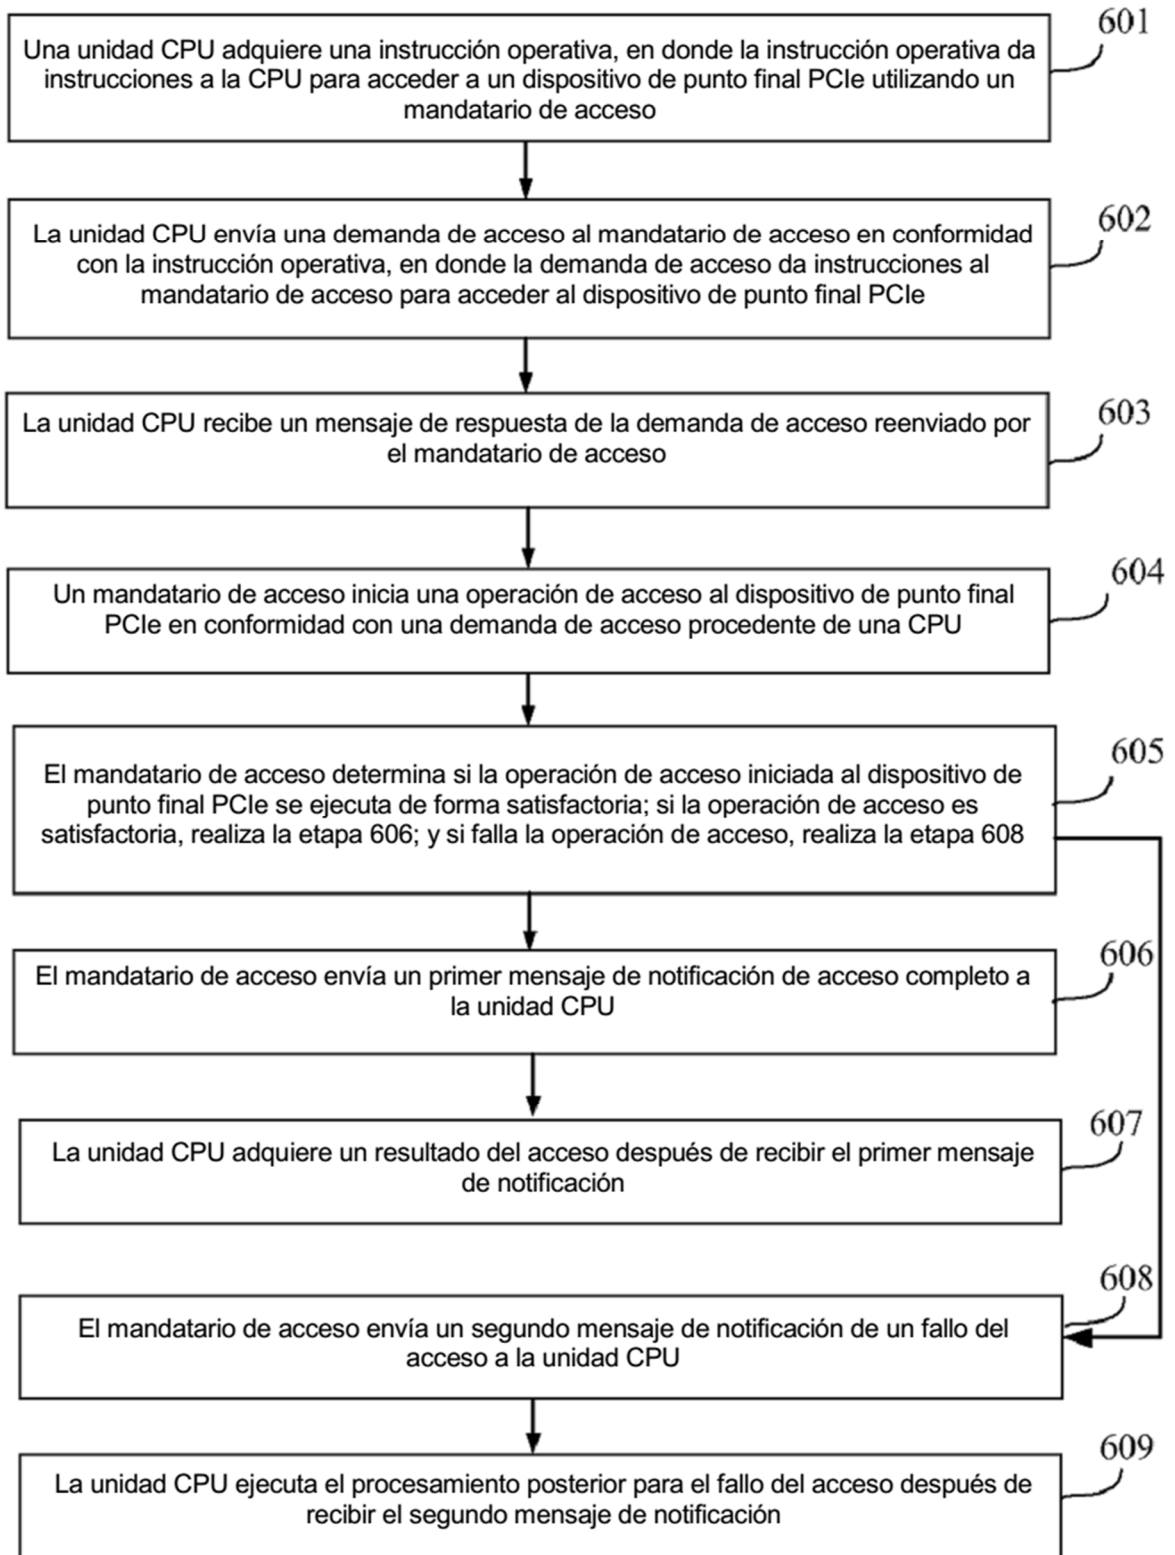 601
Una unidad CPU adquiere una instrucción operativa, en donde la instrucción operativa da
instrucciones a la CPU para acceder a un dispositivo de punto final PCIe utilizando un
mandatario de acceso
602
La unidad CPU envía una demanda de acceso al mandatario de acceso en conformidad
con la instrucción operativa, en donde la demanda de acceso da instrucciones al
mandatario de acceso para acceder al dispositivo de punto final PCIe
603
La unidad CPU recibe un mensaje de respuesta de la demanda de acceso reenviado por
el mandatario de acceso
604
Un mandatario de acceso inicia una operación de acceso al dispositivo de punto final
PCIe en conformidad con una demanda de acceso procedente de una CPU
605
El mandatario de acceso determina si la operación de acceso iniciada al dispositivo de
punto final PCIe se ejecuta de forma satisfactoria; si la operación de acceso es
satisfactoria, realiza la etapa 606; y si falla la operación de acceso, realiza la etapa 608
606
El mandatario de acceso envía un primer mensaje de notificación de acceso completo a
la unidad CPU
607
La unidad CPU adquiere un resultado del acceso después de recibir el primer mensaje
de notificación
608
El mandatario de acceso envía un segundo mensaje de notificación de un fallo del
acceso a la unidad CPU
609
La unidad CPU ejecuta el procesamiento posterior para el fallo del acceso después de
recibir el segundo mensaje de notificación